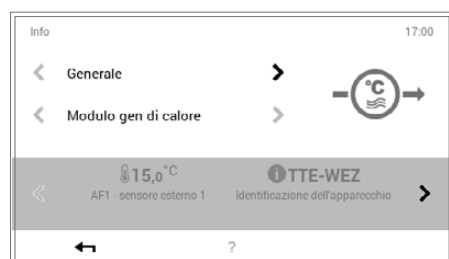 Info 17:00
Generale
Modulo gen di calore
°C
15,0°C TTE-WEZ
AF1 - sensore esterno 1 Identificazione dell'apparecchio
?